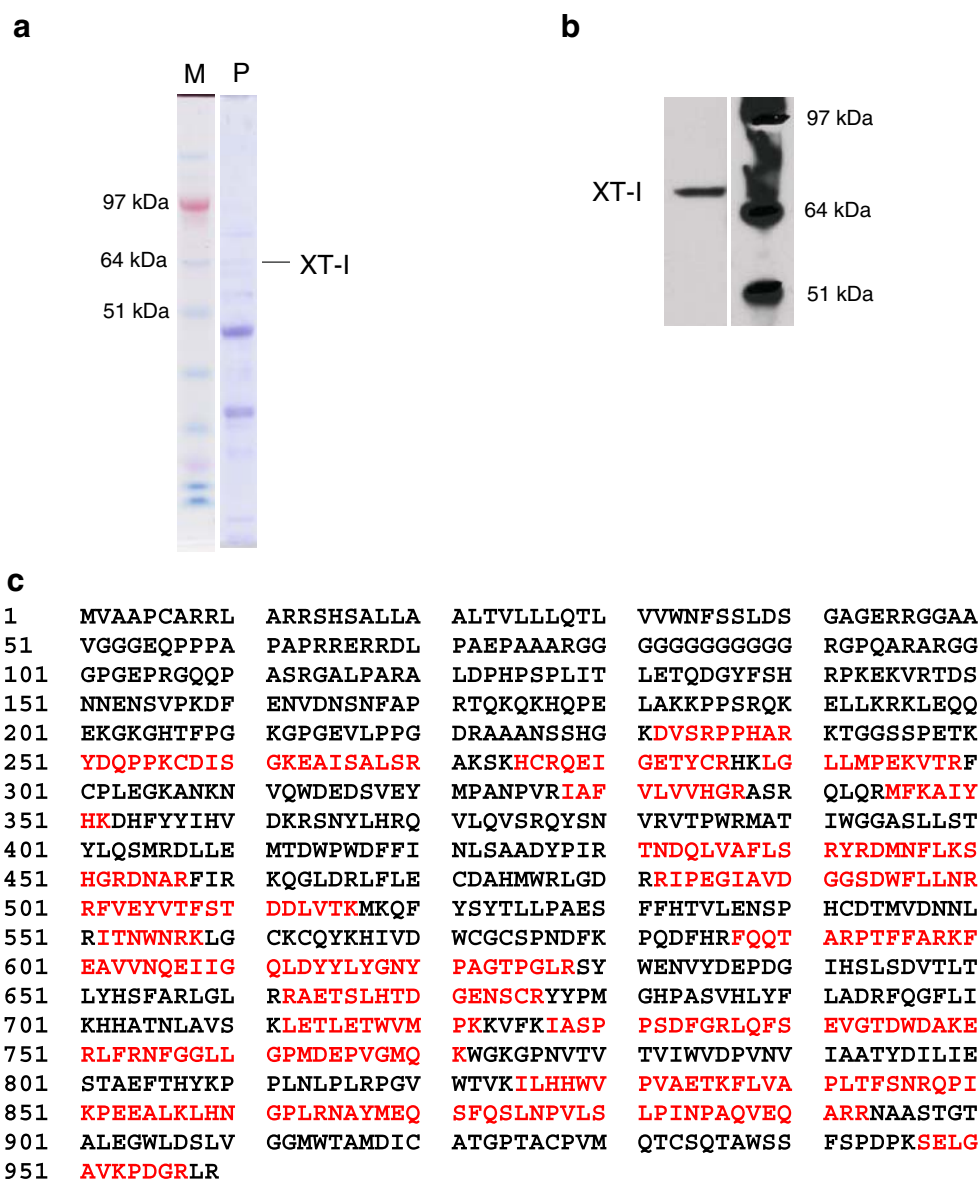 a
b
M P
97 kDa
64 kDa
XT-I
51 kDa
97 kDa
XT-I
64 kDa
51 kDa
c
1 MVAAPCARRL ARRSHSALLA ALTVLLLQTL VVWNFSSLDS GAGERRGGAA
51 VGGGEQPPPA PAPRRERRDL PAEPAAARGG GGGGGGGGGG RGPQARARGG
101 GPGEPRGQQP ASRGALPARA LDPHPSPLIT LETQDGYFSH RPKEKVRTDS
151 NNENSVPKDF ENVDNSNFAP RTQKQKHQPE LAKKPPSRQK ELLKRKLEQQ
201 EKGKGHTFPG KGPGEVLPPG DRAAANSSHG KDVSRPPHAR KTGGSSPETK
251 YDQPPKCDIS GKEAISALSR AKSKHCRQEI GETYCRHKLG LLMPEKVTRF
301 CPLEGKANKN VQWDEDSVEY MPANPVRIAF VLVVHGRASR QLQRMFKAIY
351 HKDHFYYIHV DKRSNYLHRQ VLQVSRQYSN VRVTPWRMAT IWGGASLLST
401 YLQSMRDLLE MTDWPWDFFI NLSAADYPIR TNDQLVAFLS RYRDMNFLKS
451 HGRDNARFIR KQGLDRLFLE CDAHMWRLGD RRIPEGIAVD GGSDWFLLNR
501 RFVEYVTFST DDLVTKMKQF YSYTLLPAES FFHTVLENSP HCDTMVDNNL
551 RITNWNRKLG CKCQYKHIVD WCGCSPNDFK PQDFHRFQQT ARPTFFARKF
601 EAVVNQEIIG QLDYYLYGNY PAGTPGLRSY WENVYDEPDG IHSLSDVTLT
651 LYHSFARLGL RRAETSLHTD GENSCRYYPM GHPASVHLYF LADRFQGFLI
701 KHHATNLAVS KLETLETWVM PKKVFKIASP PSDFGRLQFS EVGTDWDAKE
751 RLFRNFGGLL GPMDEPVGMQ KWGKGPNVTV TVIWVDPVNV IAATYDILIE
801 STAEFTHYKP PLNLPLRPGV WTVKILHHWV PVAETKFLVA PLTFSNRQPI
851 KPEEALKLHN GPLRNAYMEQ SFQSLNPVLS LPINPAQVEQ ARRNAASTGT
901 ALEGWLDSLV GGMWTAMDIC ATGPTACPVM QTCSQTAWSS FSPDPKSELG
951 AVKPDGRLR